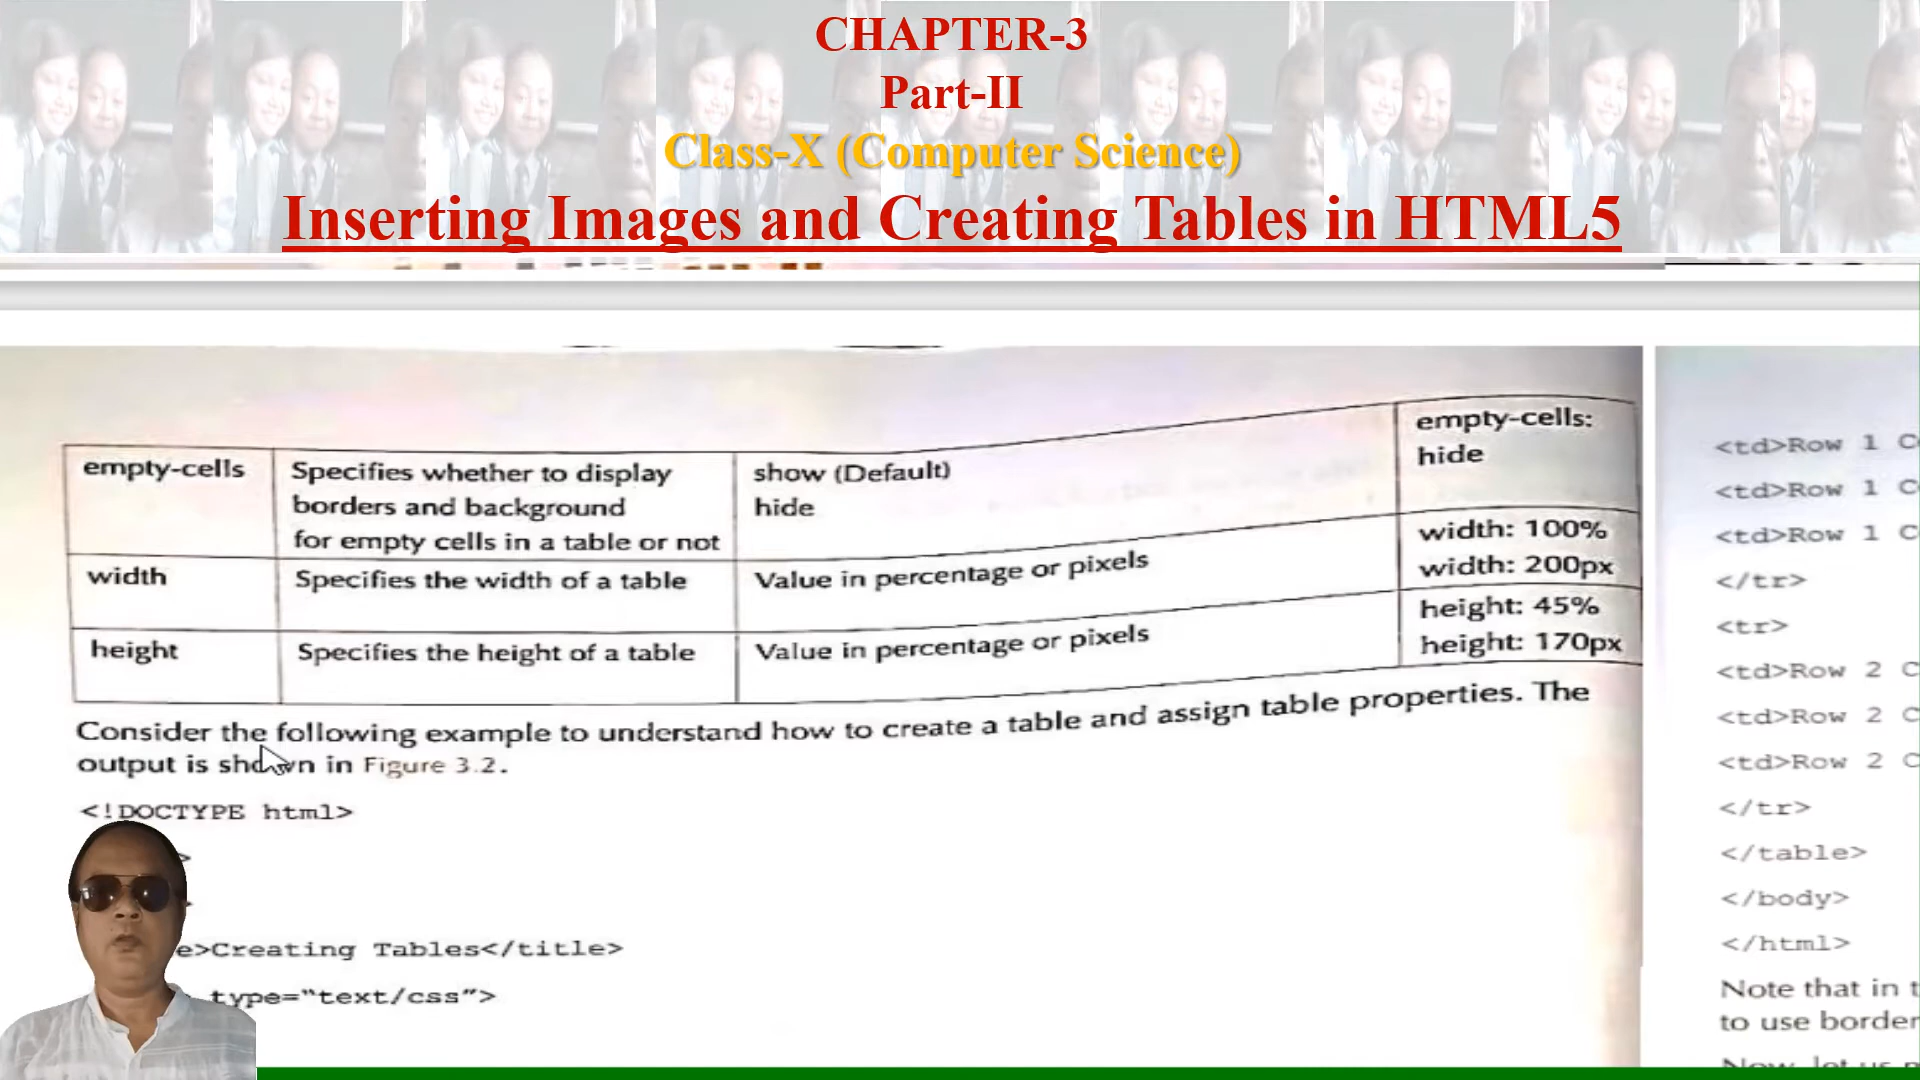 CHAPTER-3
Part-II
Class-X (Computer Science)
Inserting Images and Creating Tables in HTML5
empty-cells
Specifies whether to display
borders and background
for empty cells in a table or not
show (Default)
hide
empty-cells:
hide
width
Specifies the width of a table
Value in percentage or pixels
width: 100%
width: 200px
height
Specifies the height of a table
Value in percentage or pixels
height: 45%
height: 170px
Consider the following example to understand how to create a table and assign table properties. The
output is shown in Figure 3.2.
<!DOCTYPE html>
>
e>Creating Tables</title>
type="text/css">
<td>Row 1 C
<td>Row 1 C
<td>Row 1 C
</tr>
<tr>
<td>Row 2 C
<td>Row 2 C
<td>Row 2 C
</tr>
</table>
</body>
</html>
Note that in t
to use border